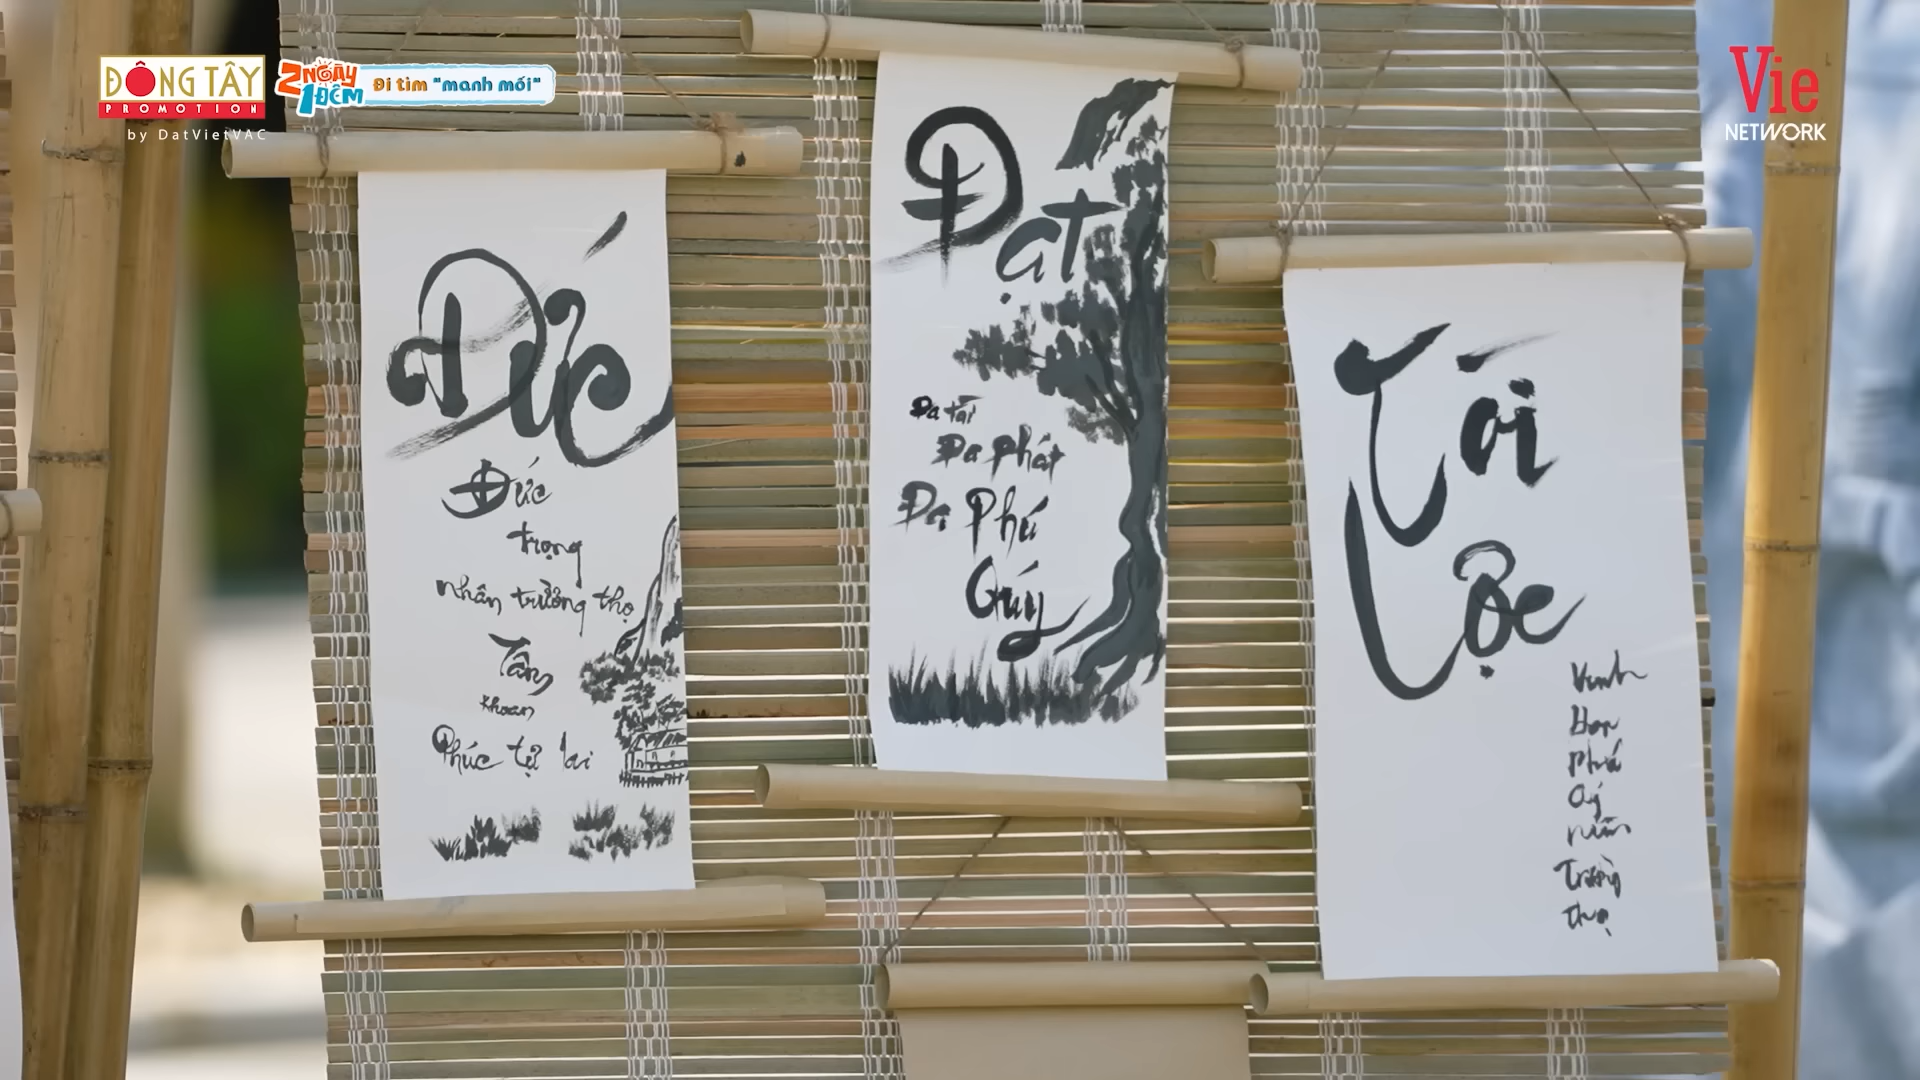 ĐÔNG TÂY
PROMOTION
by DatVietVAC
2 NGÀY
1 ĐÊM
Đi tìm "manh mối"
Vie
NETWORK
Đức
Đức
trọng
nhân trưởng thọ
Tâm
khoan
Phúc tự lai
Đạt
Đa tài
Đa Phát
Đa Phú
Quý
Tài
Lộc
Vinh
Hoa
Phú
Quý
Trường
thọ